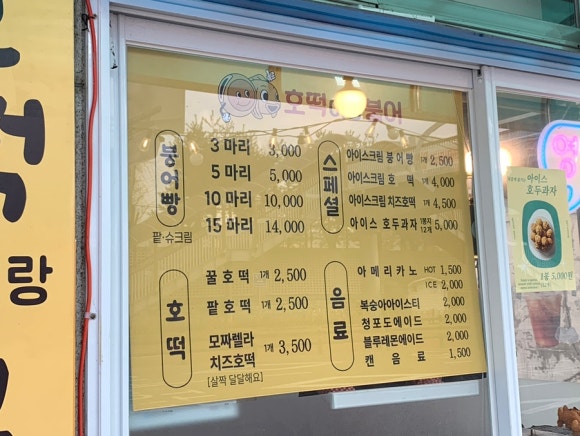 호떡이랑붕어
붕어빵
3 마리 3,000
5 마리 5,000
10 마리 10,000
15 마리 14,000
팥·슈크림
스페셜
아이스크림 붕어빵 1개 2,500
아이스크림 호떡 1개 4,000
아이스크림 치즈호떡 1개 4,500
아이스 호두과자 1봉지 12개 5,000
호떡
꿀호떡 1개 2,500
팥호떡 1개 2,500
모짜렐라
치즈호떡 1개 3,500
[살짝 달달해요]
음료
아메리카노 HOT 1,500
ICE 2,000
복숭아아이스티 2,000
청포도에이드 2,000
블루레몬에이드 2,000
캔음료 1,500
랑
아이스
호두과자
5,000원